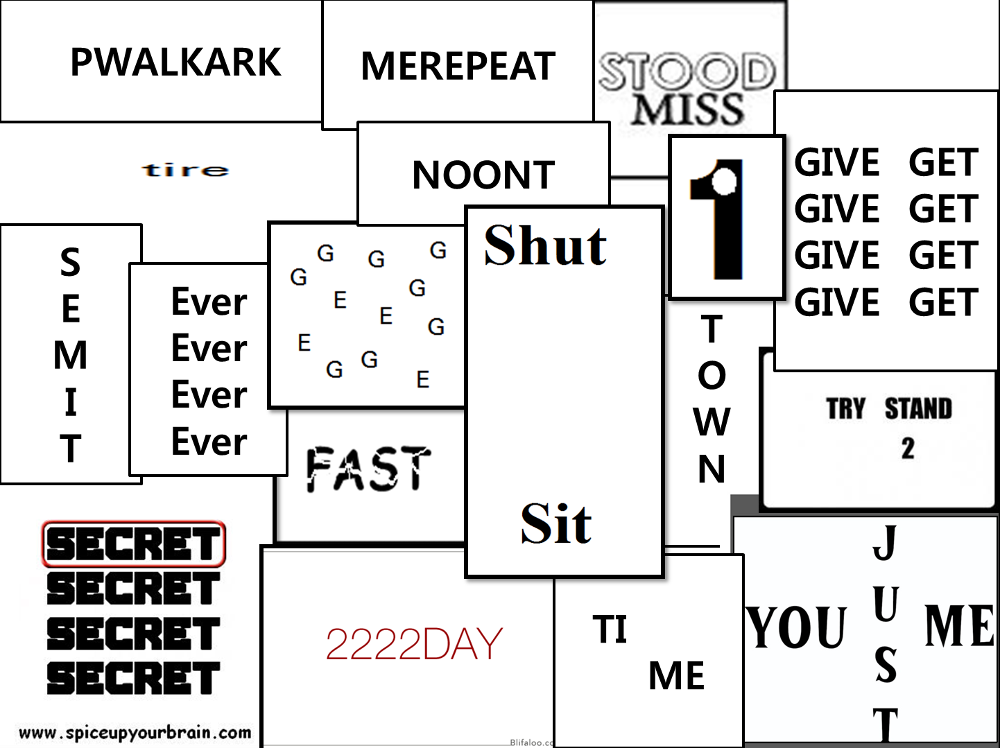 PWALKARK
MEREPEAT
STOOD
MISS
tire
NOONT
1
GIVE GET
GIVE GET
GIVE GET
GIVE GET
S
E
M
I
T
Ever
Ever
Ever
Ever
G G G
G G
E E
G
E G G
E
Shut
Sit
T
O
W
N
TRY STAND
2
FAST
SECRET
SECRET
SECRET
SECRET
www.spiceupyourbrain.com
2222DAY
Blifaloo.co
TI
ME
J
U
YOU ME
S
T